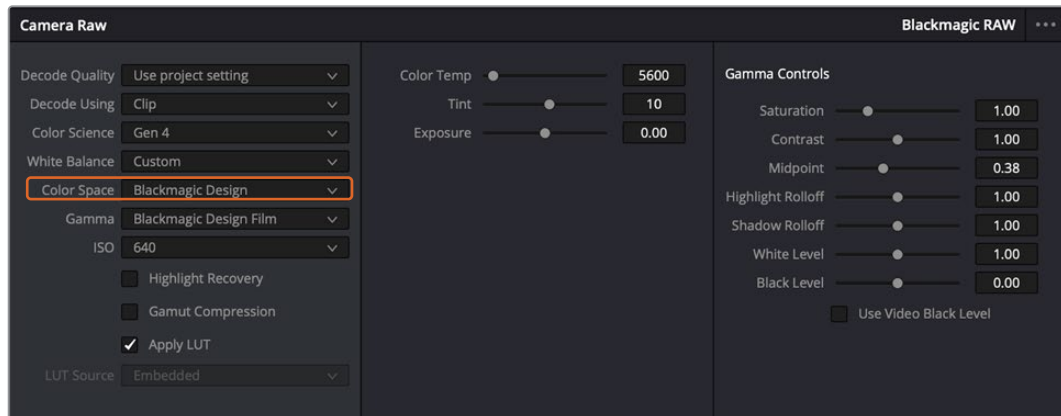 Camera Raw
Blackmagic RAW
Decode Quality Use project setting
Decode Using Clip
Color Science Gen 4
White Balance Custom
Color Space Blackmagic Design
Gamma Blackmagic Design Film
ISO 640
Highlight Recovery
Gamut Compression
Apply LUT
LUT Source Embedded
Color Temp 5600
Tint 10
Exposure 0.00
Gamma Controls
Saturation 1.00
Contrast 1.00
Midpoint 0.38
Highlight Rolloff 1.00
Shadow Rolloff 1.00
White Level 1.00
Black Level 0.00
Use Video Black Level